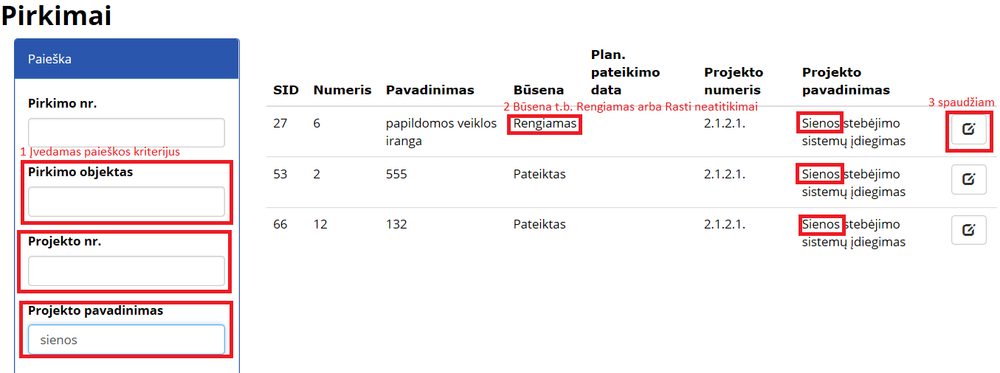 Pirkimai
Paieška
Pirkimo nr.
1 Įvedamas paieškos kriterijus
Pirkimo objektas
Projekto nr.
Projekto pavadinimas
sienos
Plan.
pateikimo
data
Projekto
numeris
Projekto
pavadinimas
SID Numeris Pavadinimas Būsena
2 Būsena t.b. Rengiamas arba Rasti neatitikimai
3 spaudžiam
27 6 papildomos veiklos Rengiamas 2.1.2.1. Sienos stebėjimo
iranga sistemų įdiegimas
53 2 555 Pateiktas 2.1.2.1. Sienos stebėjimo
sistemų įdiegimas
66 12 132 Pateiktas 2.1.2.1. Sienos stebėjimo
sistemų įdiegimas